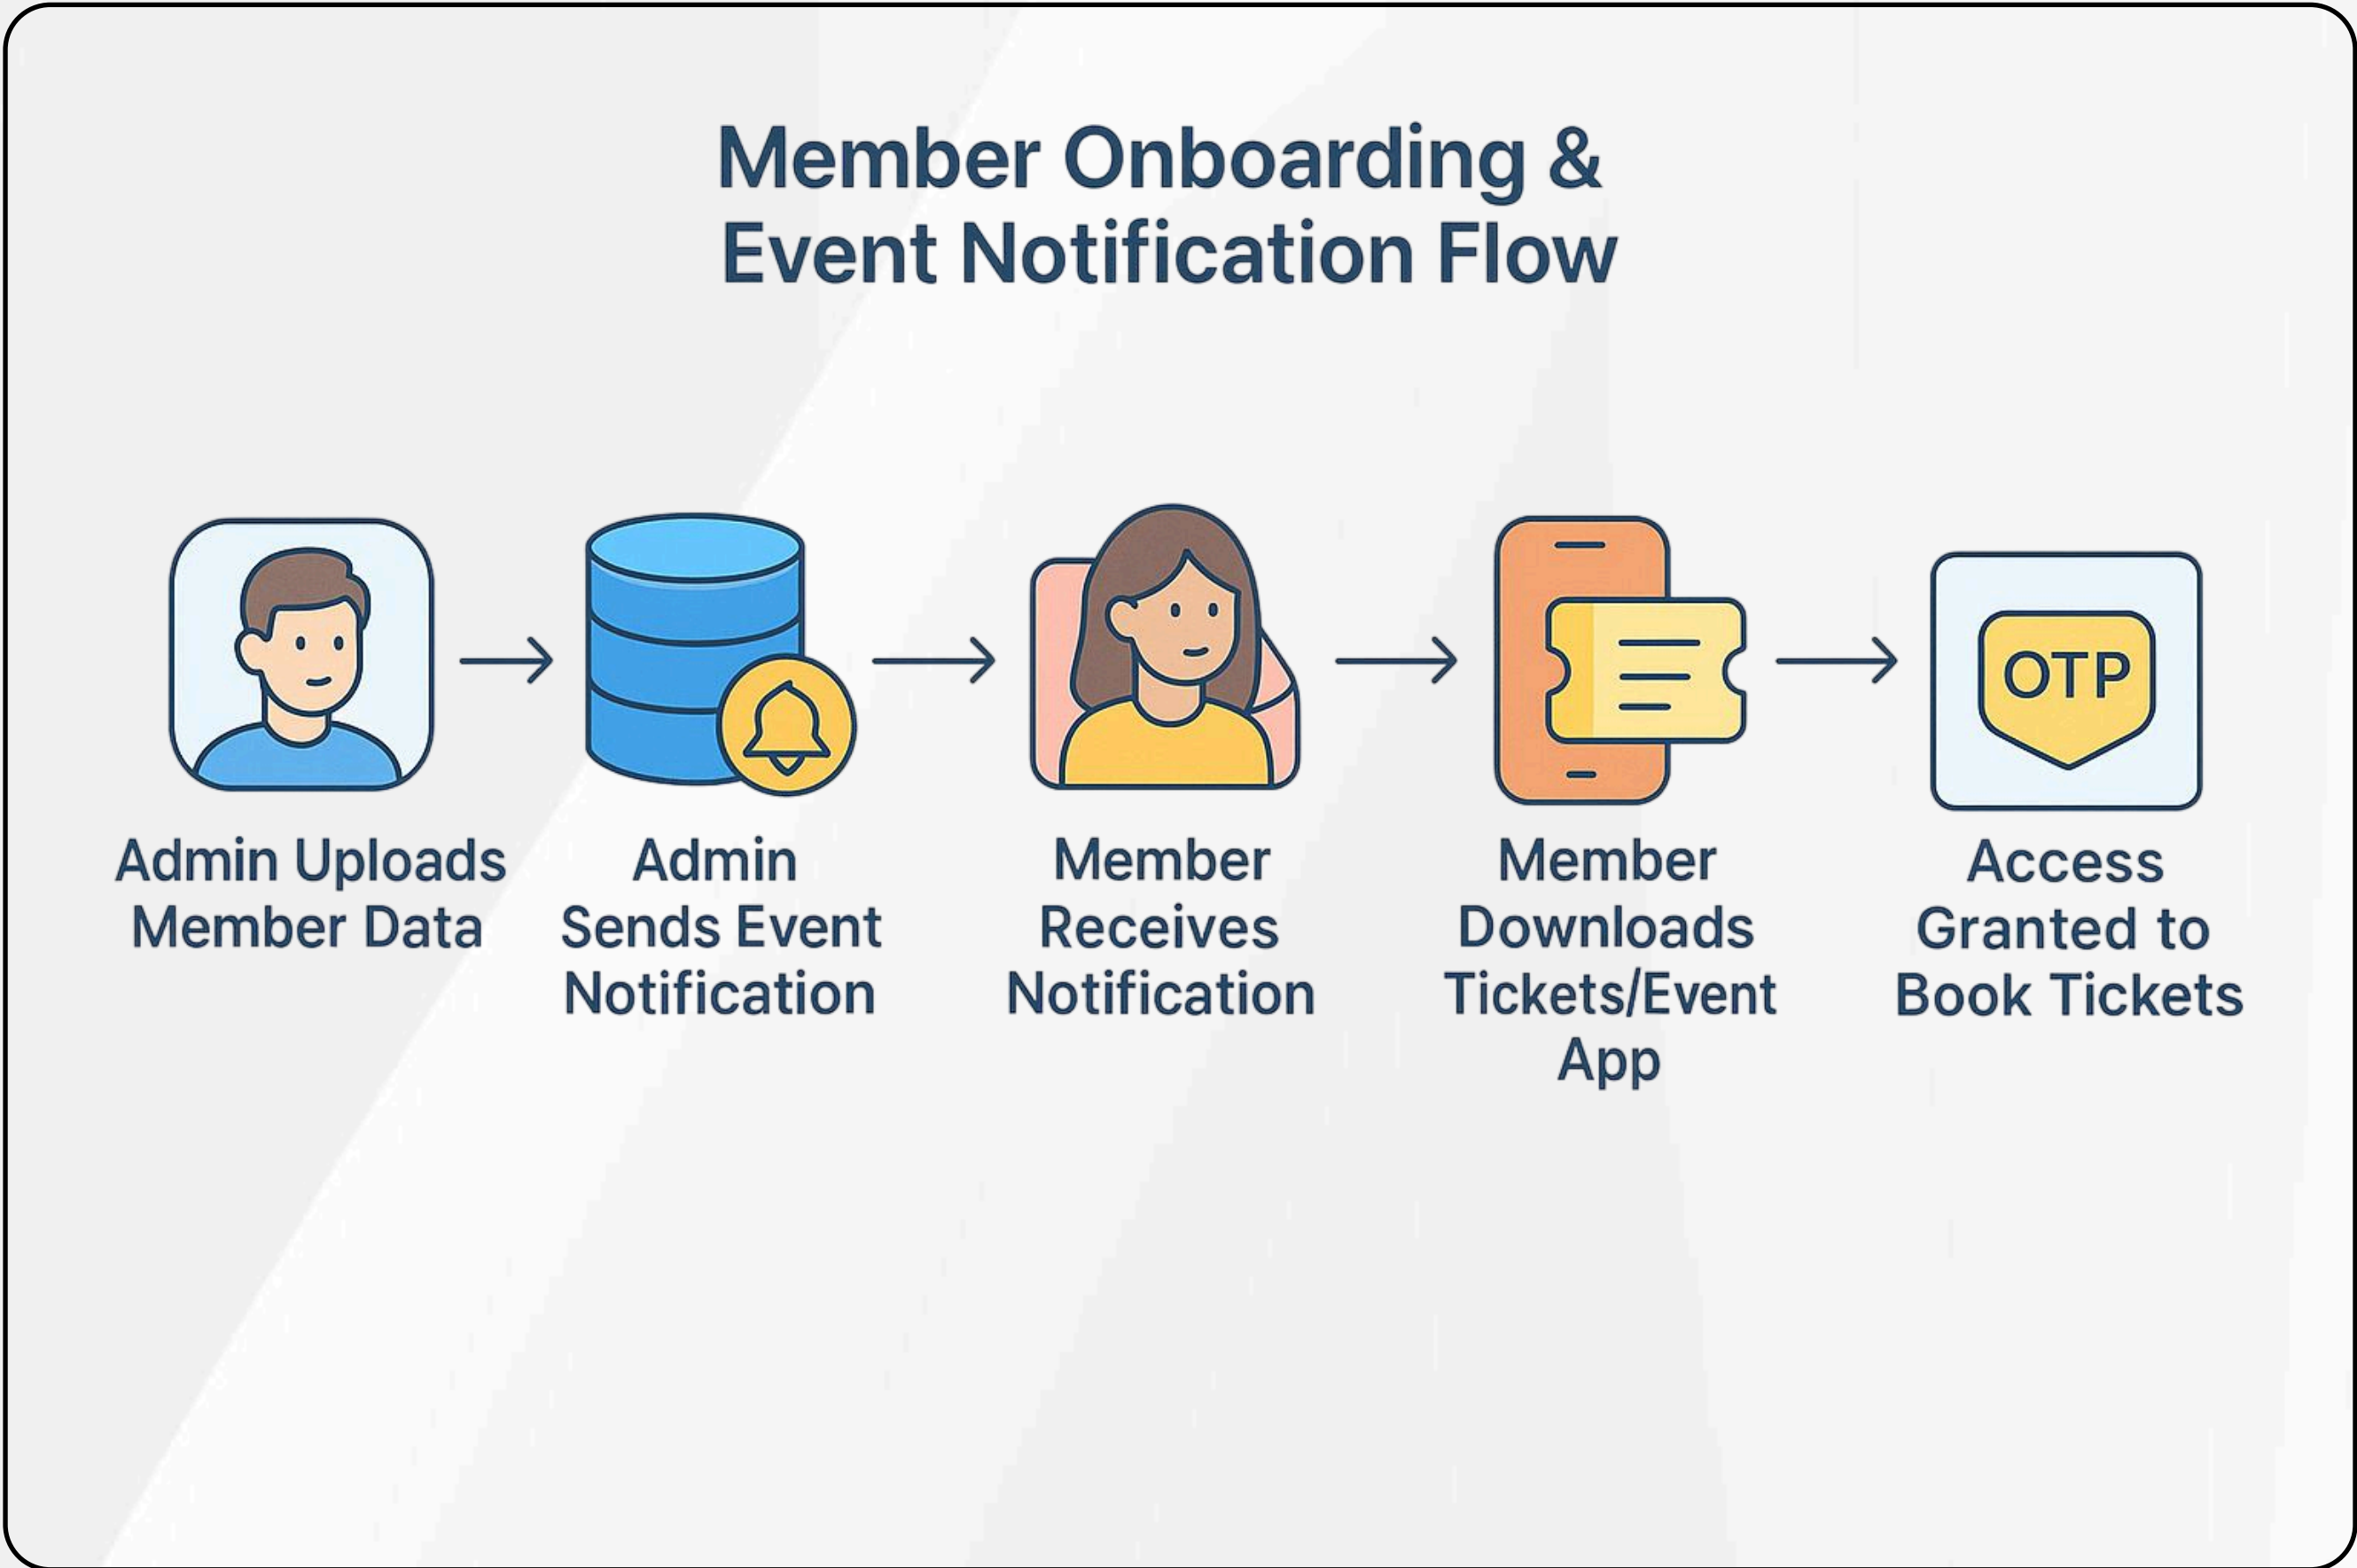 Member Onboarding &
Event Notification Flow
OTP
Admin Uploads
Member Data
Admin
Sends Event
Notification
Member
Receives
Notification
Member
Downloads
Tickets/Event
App
Access
Granted to
Book Tickets